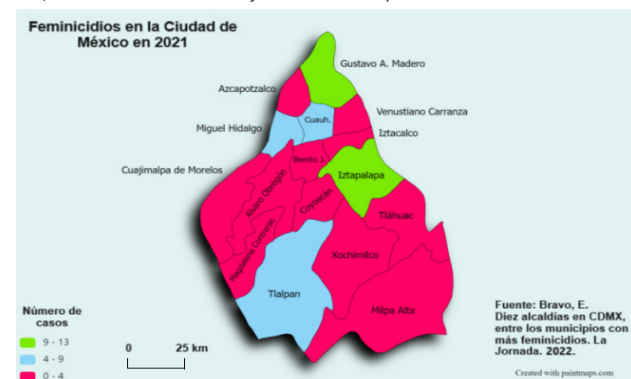 Feminicidios en la Ciudad de
México en 2021
Gustavo A. Madero
Azcapotzalco
Venustiano Carranza
Cuauh.
Miguel Hidalgo
Iztacalco
Benito J.
Cuajimalpa de Morelos
Iztapalapa
Alvaro Obregón
Coyoacán
Tláhuac
Magdalena Contreras
Xochimilco
Tlalpan
Milpa Alta
Número de
casos
9 - 13
4 - 9
0 - 4
0 25 km
Fuente: Bravo, E.
Diez alcaldías en CDMX,
entre los municipios con
más feminicidios. La
Jornada. 2022.
Created with paintmaps.com